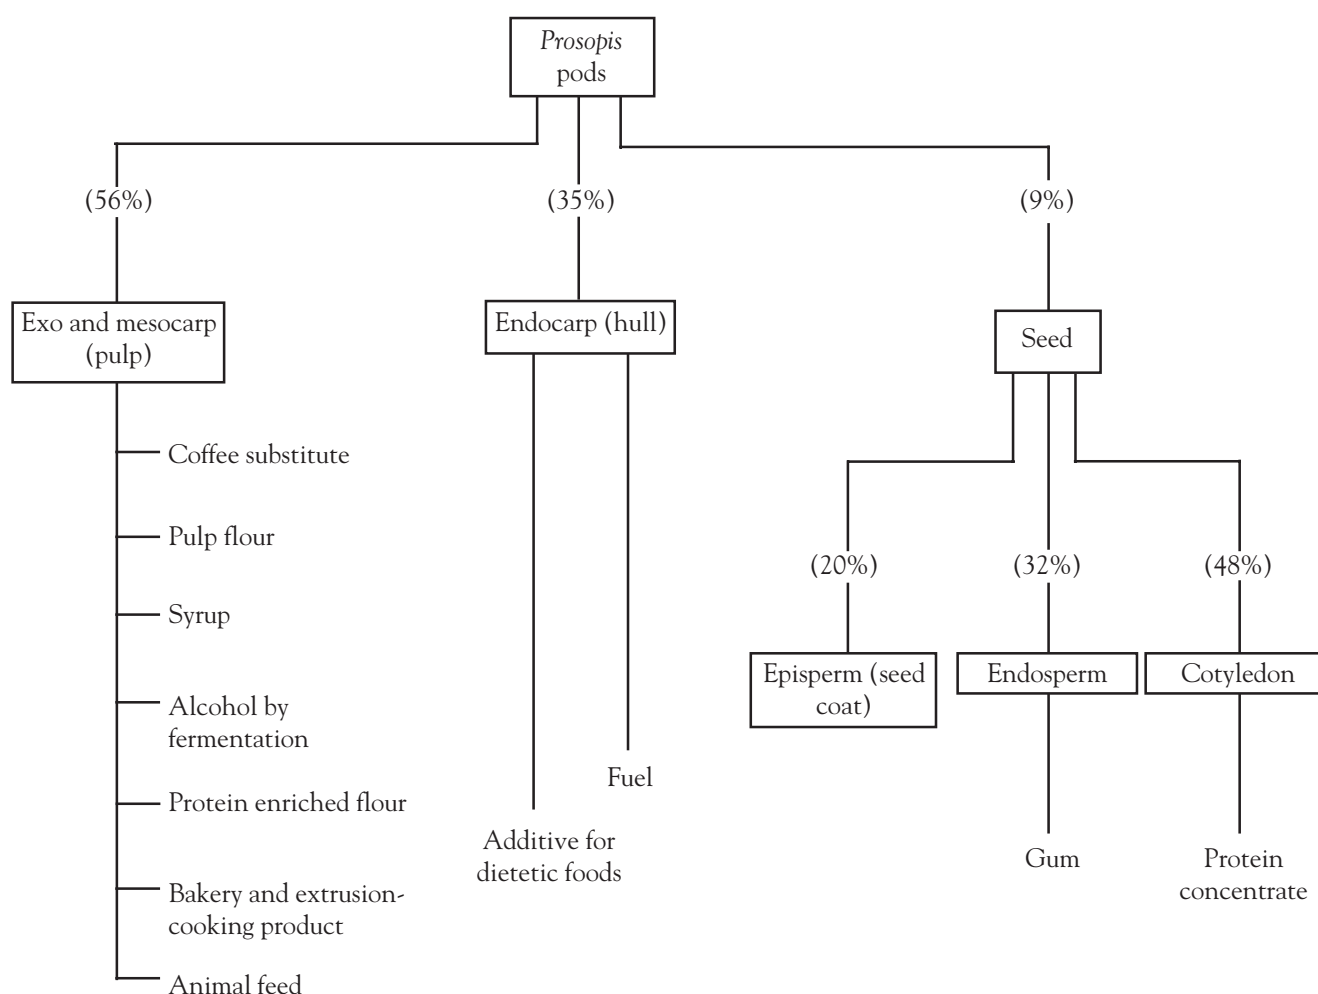 Prosopis
pods
(56%)
(35%)
(9%)
Exo and mesocarp
(pulp)
Endocarp (hull)
Seed
Coffee substitute
Pulp flour
Syrup
Alcohol by
fermentation
Protein enriched flour
Bakery and extrusion-
cooking product
Animal feed
Additive for
dietetic foods
Fuel
(20%)
(32%)
(48%)
Episperm (seed
coat)
Endosperm
Cotyledon
Gum
Protein
concentrate